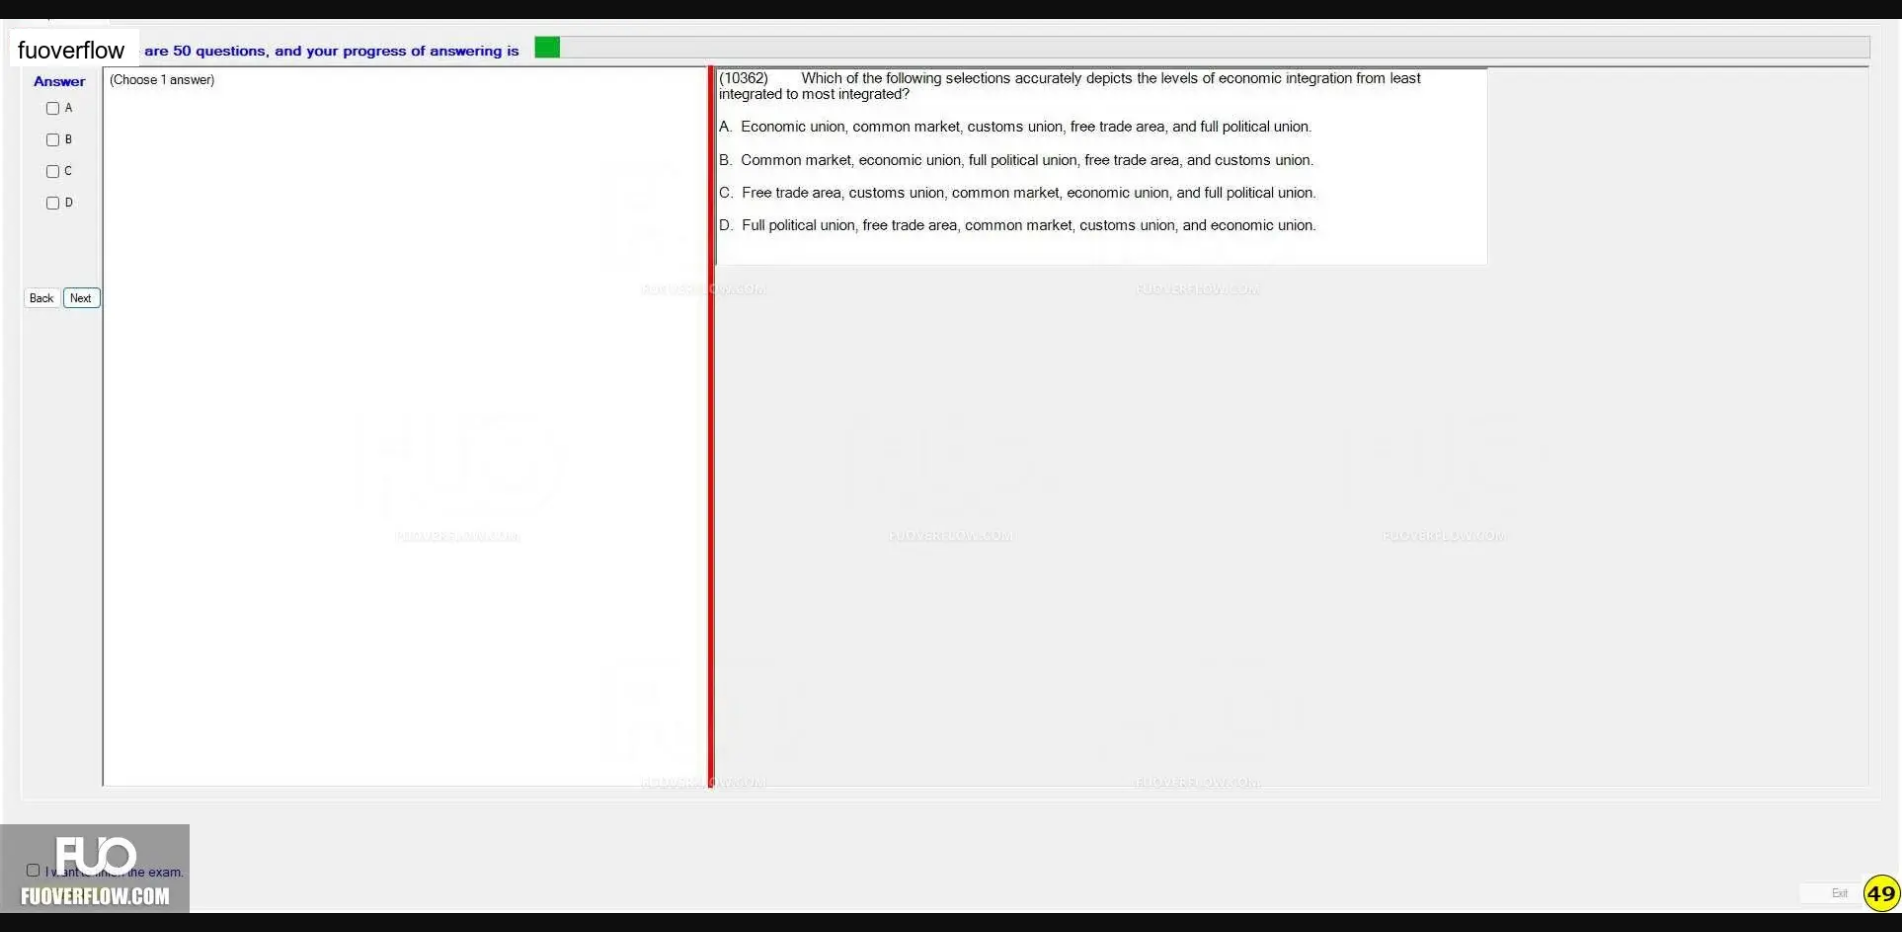 fuoverflow are 50 questions, and your progress of answering is
Answer
A
B
C
D
Back Next
(Choose 1 answer)
(10362) Which of the following selections accurately depicts the levels of economic integration from least
integrated to most integrated?
A. Economic union, common market, customs union, free trade area, and full political union.
B. Common market, economic union, full political union, free trade area, and customs union.
C. Free trade area, customs union, common market, economic union, and full political union.
D. Full political union, free trade area, common market, customs union, and economic union.
FUOVERFLOW.COM FUOVERFLOW.COM
FUOVERFLOW.COM FUOVERFLOW.COM FUOVERFLOW.COM
FUOVERFLOW.COM FUOVERFLOW.COM
FUO
the exam.
FUOVERFLOW.COM
Exit 49